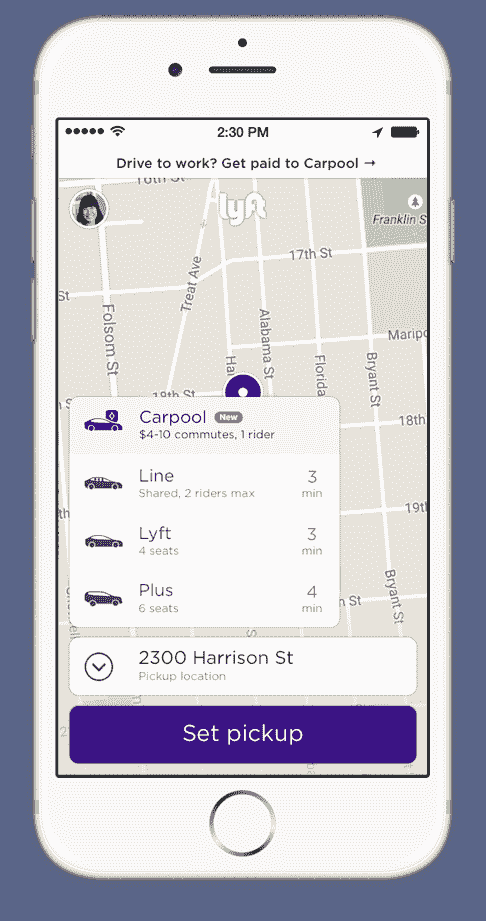 2:30 PM
Drive to work? Get paid to Carpool →
lyft
Franklin S
17th St
St
Treat Ave
Folsom St
Alabama St
Maripo
Ha
Florida
Bryant St
18th St
18th
Carpool New
$4-10 commutes, 1 rider
Line 3
Shared, 2 riders max min
19t
Lyft 3
4 seats min
Bryant St
Plus 4
6 seats min
n St
2300 Harrison St
Pickup location
Set pickup